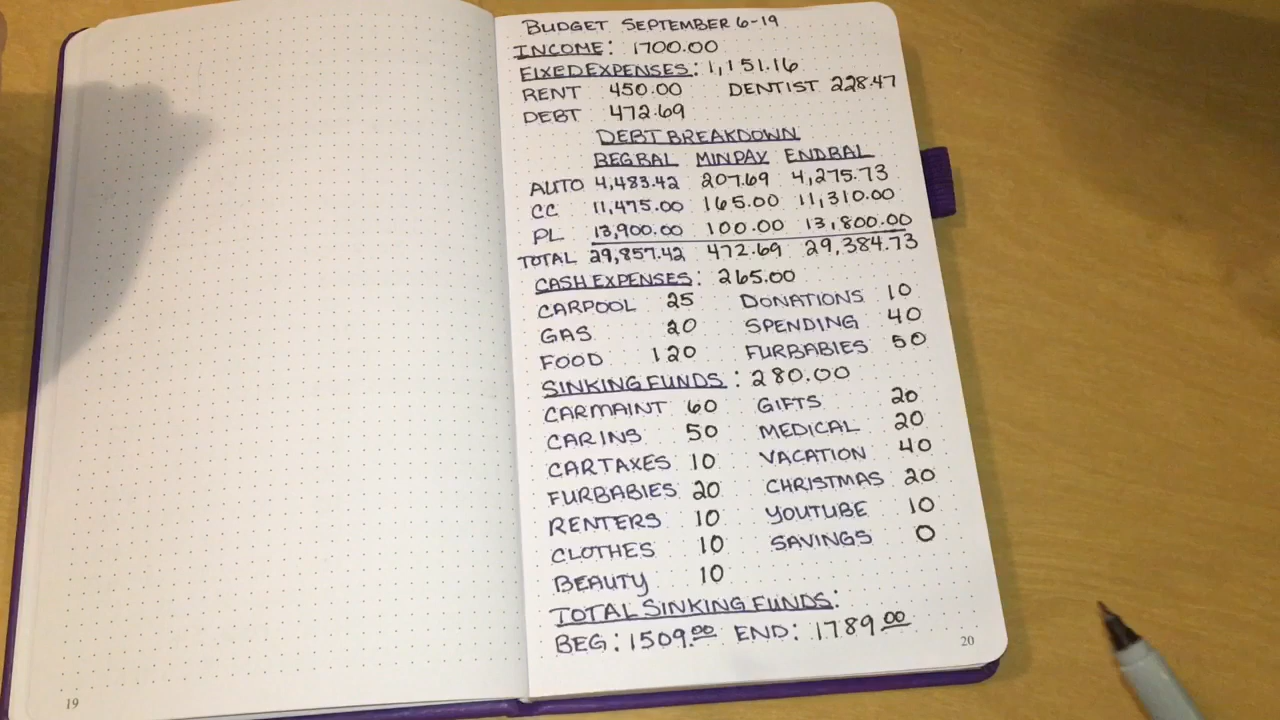 BUDGET SEPTEMBER 6-19
INCOME: 1700.00
FIXED EXPENSES: 1,151.16
RENT 450.00 DENTIST 228.47
DEBT 472.69
DEBT BREAKDOWN
BEG BAL MIN PAY END BAL
AUTO 4,483.42 207.69 4,275.73
CC 11,475.00 165.00 11,310.00
PL 13,900.00 100.00 13,800.00
TOTAL 29,857.42 472.69 29,384.73
CASH EXPENSES: 265.00
CARPOOL 25 DONATIONS 10
GAS 20 SPENDING 40
FOOD 120 FURBABIES 50
SINKING FUNDS: 280.00
CAR MAINT 60 GIFTS 20
CAR INS 50 MEDICAL 20
CAR TAXES 10 VACATION 40
FURBABIES 20 CHRISTMAS 20
RENTERS 10 YOUTUBE 10
CLOTHES 10 SAVINGS 0
BEAUTY 10
TOTAL SINKING FUNDS:
BEG: 1509.00 END: 1789.00
19
20